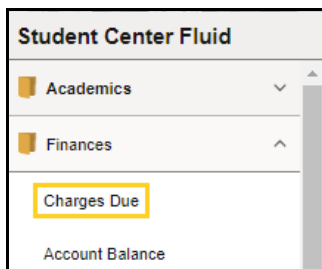 Student Center Fluid
Academics
Finances
Charges Due
Account Balance